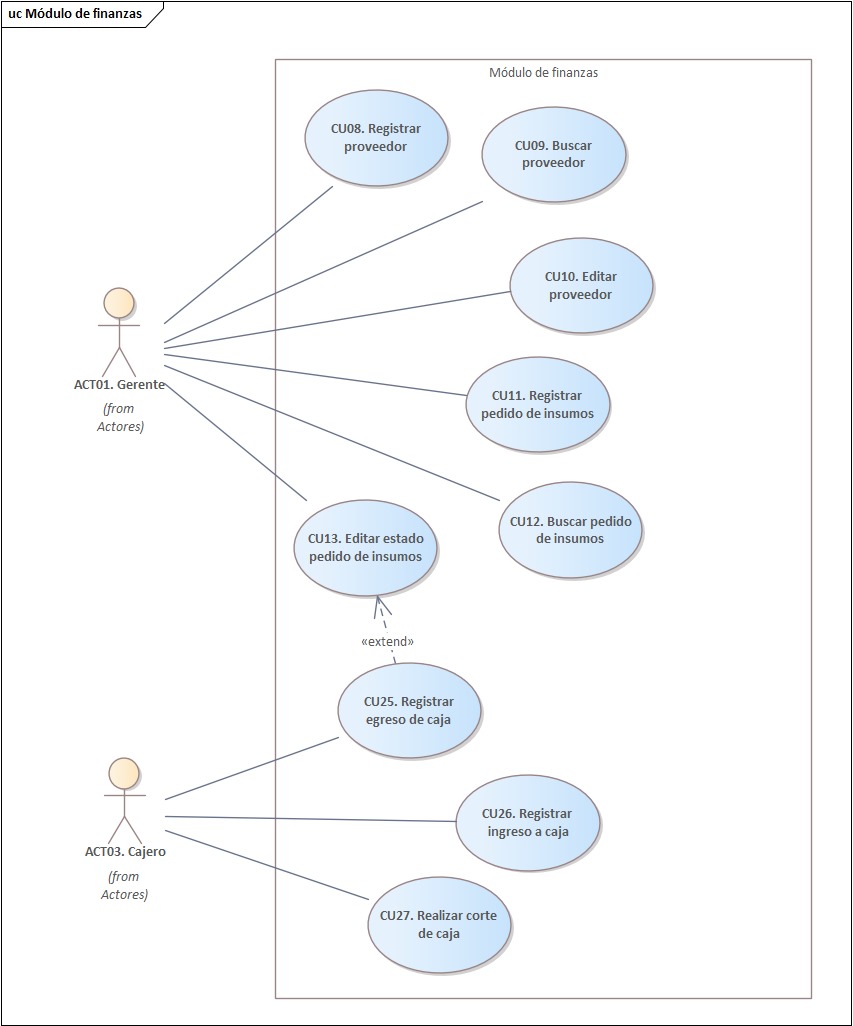 uc Módulo de finanzas
Módulo de finanzas
CU08. Registrar
proveedor
CU09. Buscar
proveedor
CU10. Editar
proveedor
ACT01. Gerente
(from
Actores)
CU11. Registrar
pedido de insumos
CU12. Buscar pedido
de insumos
CU13. Editar estado
pedido de insumos
«extend»
CU25. Registrar
egreso de caja
CU26. Registrar
ingreso a caja
ACT03. Cajero
(from
Actores)
CU27. Realizar corte
de caja